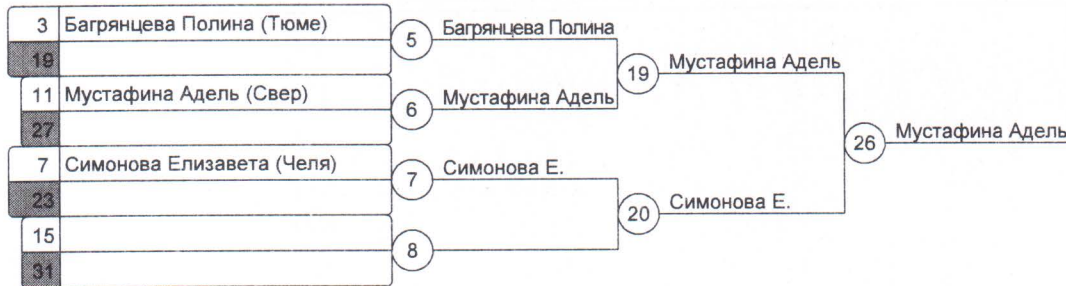 3 Багрянцева Полина (Тюме)
19
11 Мустафина Адель (Свер)
27
7 Симонова Елизавета (Челя)
23
15
31
5 Багрянцева Полина
6 Мустафина Адель
7 Симонова Е.
8
19 Мустафина Адель
20 Симонова Е.
26 Мустафина Адель